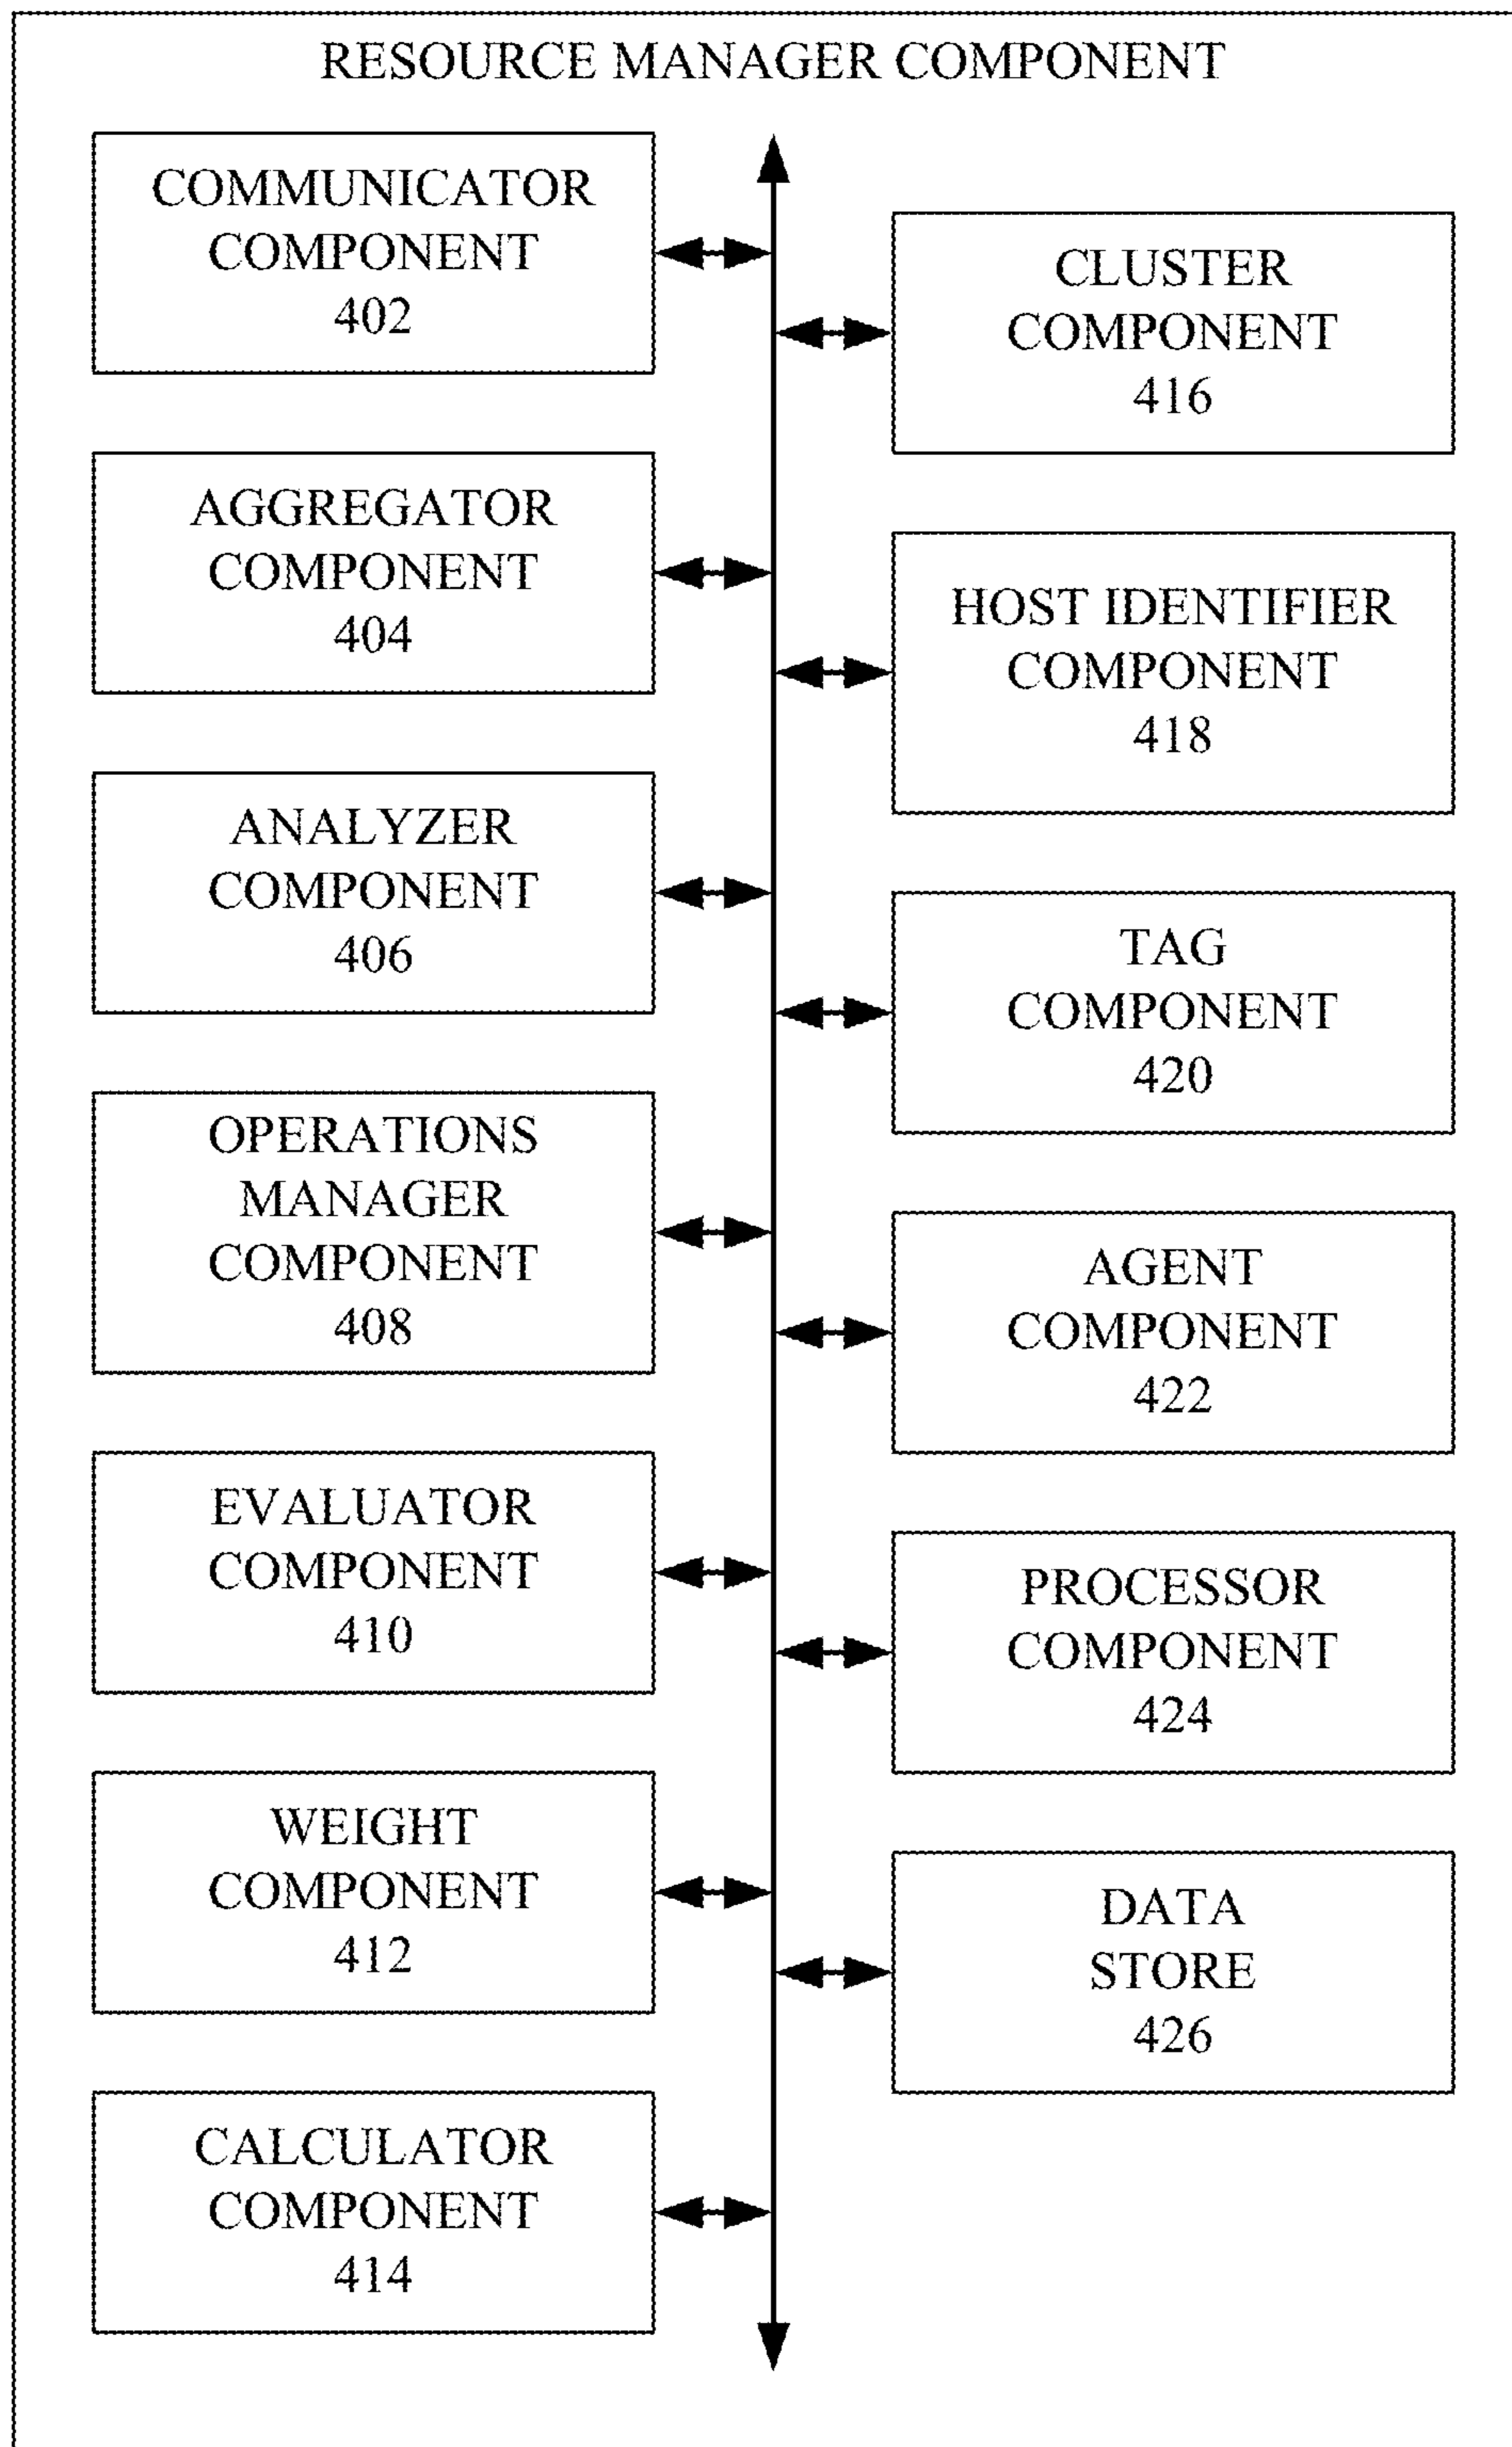 RESOURCE MANAGER COMPONENT
COMMUNICATOR
COMPONENT
402
AGGREGATOR
COMPONENT
404
ANALYZER
COMPONENT
406
OPERATIONS
MANAGER
COMPONENT
408
EVALUATOR
COMPONENT
410
WEIGHT
COMPONENT
412
CALCULATOR
COMPONENT
414
CLUSTER
COMPONENT
416
HOST IDENTIFIER
COMPONENT
418
TAG
COMPONENT
420
AGENT
COMPONENT
422
PROCESSOR
COMPONENT
424
DATA
STORE
426